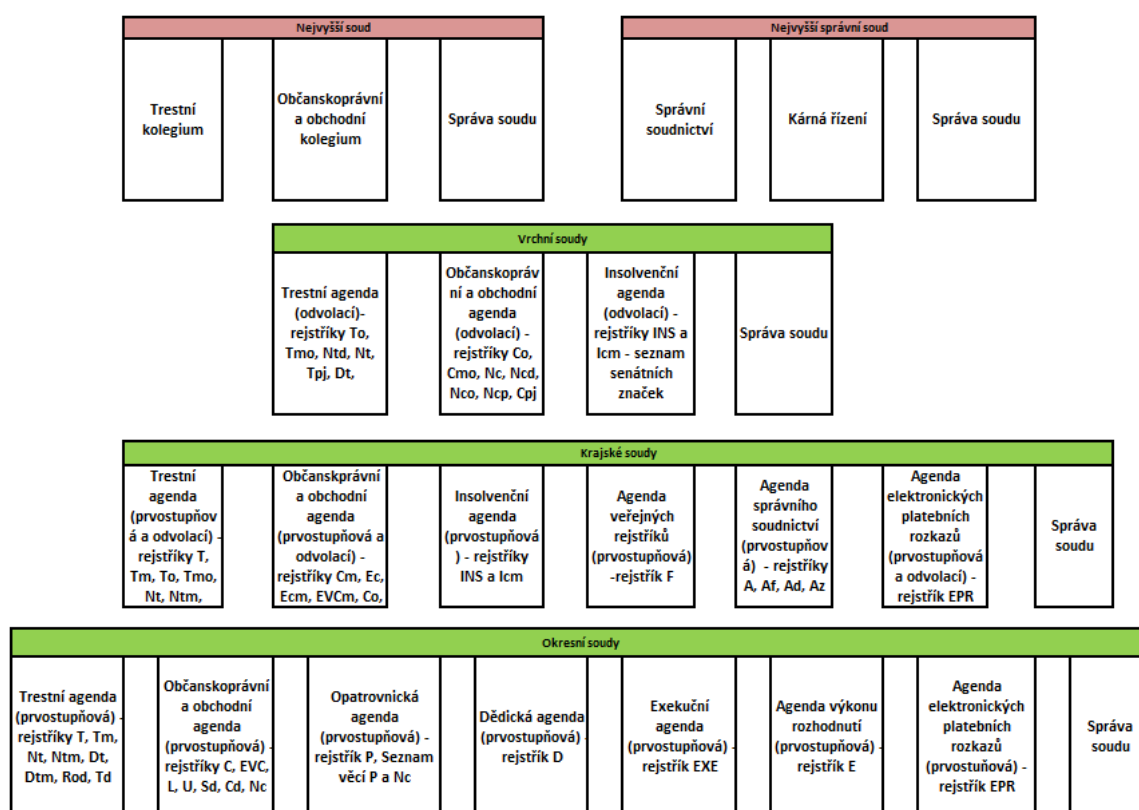 Nejvyšší soud
Trestní
kolegium
Občanskoprávní
a obchodní
kolegium
Správa soudu
Nejvyšší správní soud
Správní
soudnictví
Kárná řízení
Správa soudu
Vrchní soudy
Trestní agenda
(odvolací)-
rejstříky To,
Tmo, Ntd, Nt,
Tpj, Dt,
Občanskopráv
ní a obchodní
agenda
(odvolací) -
rejstříky Co,
Cmo, Nc, Ncd,
Nco, Ncp, Cpj
Insolvenční
agenda
(odvolací) -
rejstříky INS a
Icm - seznam
senátních
značek
Správa soudu
Krajské soudy
Trestní
agenda
(prvostupňov
á a odvolací) -
rejstříky T,
Tm, To, Tmo,
Nt, Ntm,
Občanskprávní
a obchodní
agenda
(prvostupňová
a odvolací) -
rejstříky Cm, Ec,
Ecm, EVCm, Co,
Insolvenční
agenda
(prvostupňová
) - rejstříky
INS a Icm
Agenda
veřejných
rejstříků
(prvostupňová)
-rejstřík F
Agenda
správního
soudnictví
(prvostupňov
á) - rejstříky
A, Af, Ad, Az
Agenda
elektronických
platebních
rozkazů
(prvostupňová
a odvolací) -
rejstřík EPR
Správa
soudu
Okresní soudy
Trestní agenda
(prvostupňová) -
rejstříky T, Tm,
Nt, Ntm, Dt,
Dtm, Rod, Td
Občanskoprávní
a obchodní
agenda
(prvostupňová) -
rejstříky C, EVC,
L, U, Sd, Cd, Nc
Opatrovnická
agenda
(prvostupňová) -
rejstřík P, Seznam
věcí P a Nc
Dědická agenda
(prvostupňová) -
rejstřík D
Exekuční
agenda
(prvostupňová) -
rejstřík EXE
Agenda výkonu
rozhodnutí
(prvostupňová) -
rejstřík E
Agenda
elektronických
platebních
rozkazů
(prvostuňová) -
rejstřík EPR
Správa
soudu